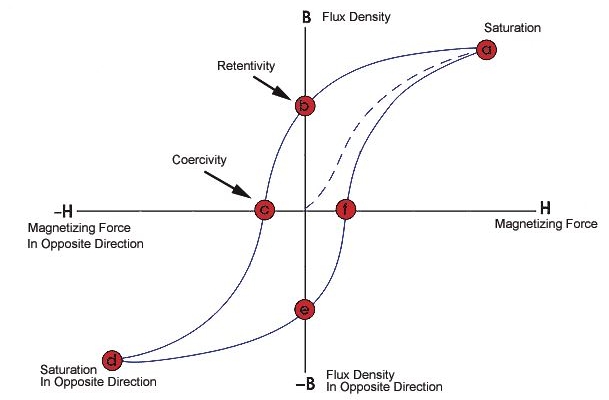 B Flux Density
Saturation
a
Retentivity
b
Coercivity
–H
c
f
H
Magnetizing Force
In Opposite Direction
Magnetizing Force
e
d
Saturation
In Opposite Direction
–B
Flux Density
In Opposite Direction